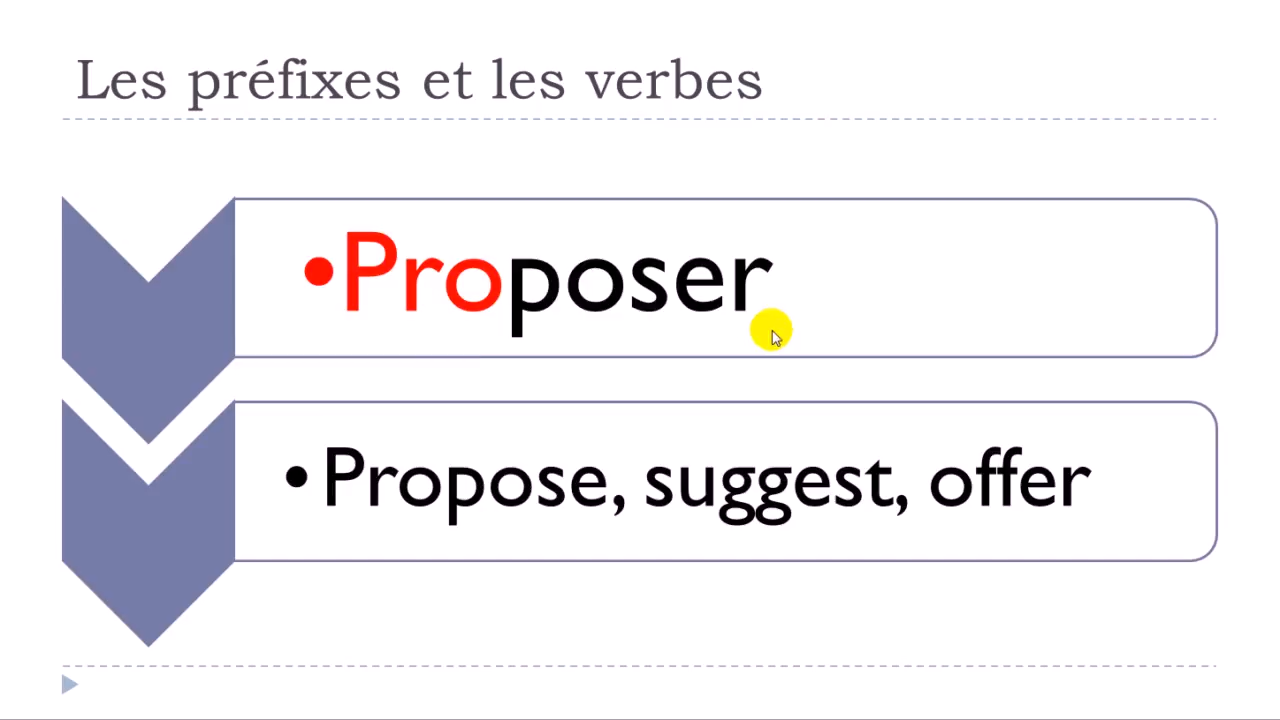 Les préfixes et les verbes
•Proposer
• Propose, suggest, offer